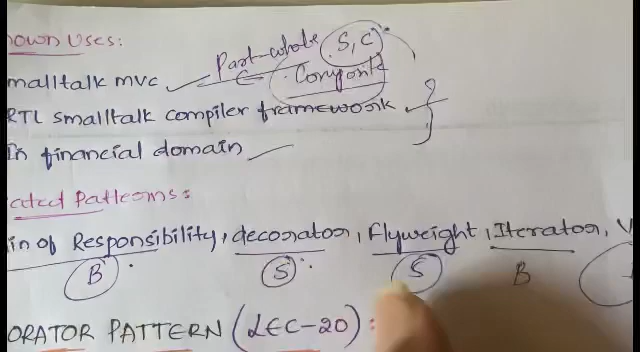 nown Uses:
Part-whole S, C
malltalk MVC Composite
RTL smalltalk compiler framework
In financial domain
ated Patterns:
in of Responsibility, decorator, Flyweight, Iterator, V
B S S B
ORATOR PATTERN (LEC-20):